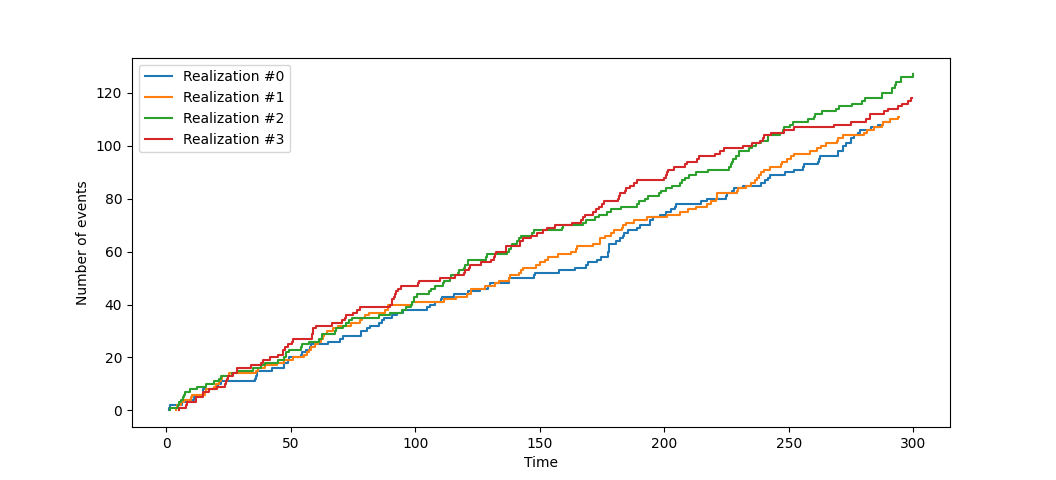 Realization #0
Realization #1
Realization #2
Realization #3
120
100
80
60
40
20
0
Number of events
0 50 100 150 200 250 300
Time